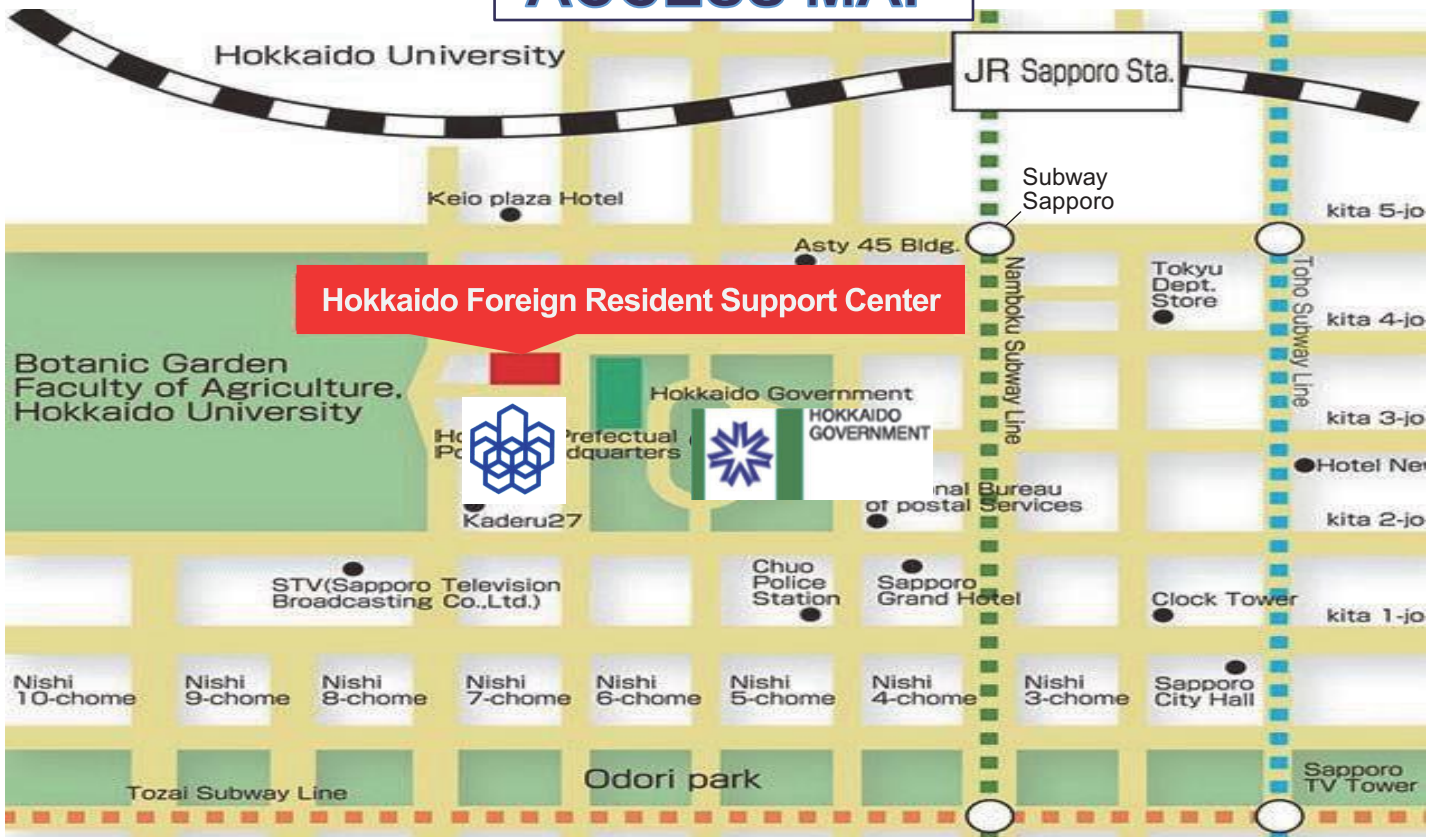 ACCESS MAP
Hokkaido University
JR Sapporo Sta.
Subway
Sapporo
Keio plaza Hotel
kita 5-jo
Asty 45 Bldg.
Hokkaido Foreign Resident Support Center
Namboku Subway Line
Tokyu
Dept.
Store
Toho Subway Line
kita 4-jo
Botanic Garden
Faculty of Agriculture,
Hokkaido University
Hokkaido Government
HOKKAIDO
GOVERNMENT
kita 3-jo
Prefectual
Hotel
Bureau
of postal Services
Kaderu27
kita 2-jo
STV(Sapporo Television
Broadcasting Co.,Ltd.)
Chuo
Police
Station
Sapporo
Grand Hotel
Clock Tower
kita 1-jo
Nishi
10-chome
Nishi
9-chome
Nishi
8-chome
Nishi
7-chome
Nishi
6-chome
Nishi
5-chome
Nishi
4-chome
Nishi
3-chome
Sapporo
City Hall
Odori park
Tozai Subway Line
Sapporo
TV Tower